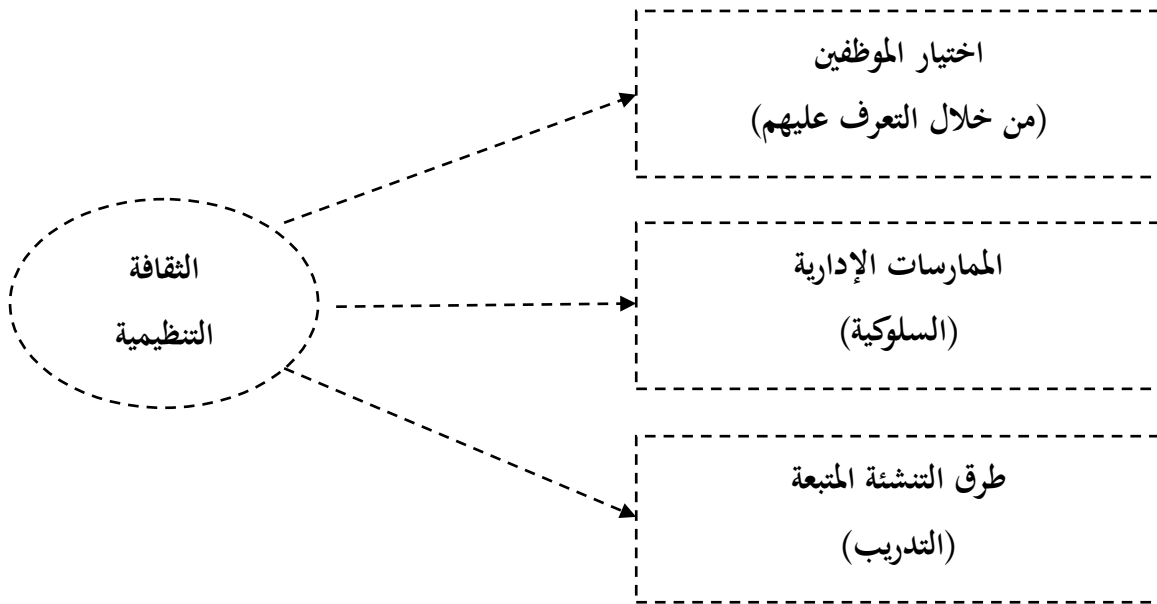 اختيار الموظفين
(من خلال التعرف عليهم)
الثقافة
التنظيمية
الممارسات الإدارية
(السلوكية)
طرق التنشئة المتبعة
(التدريب)